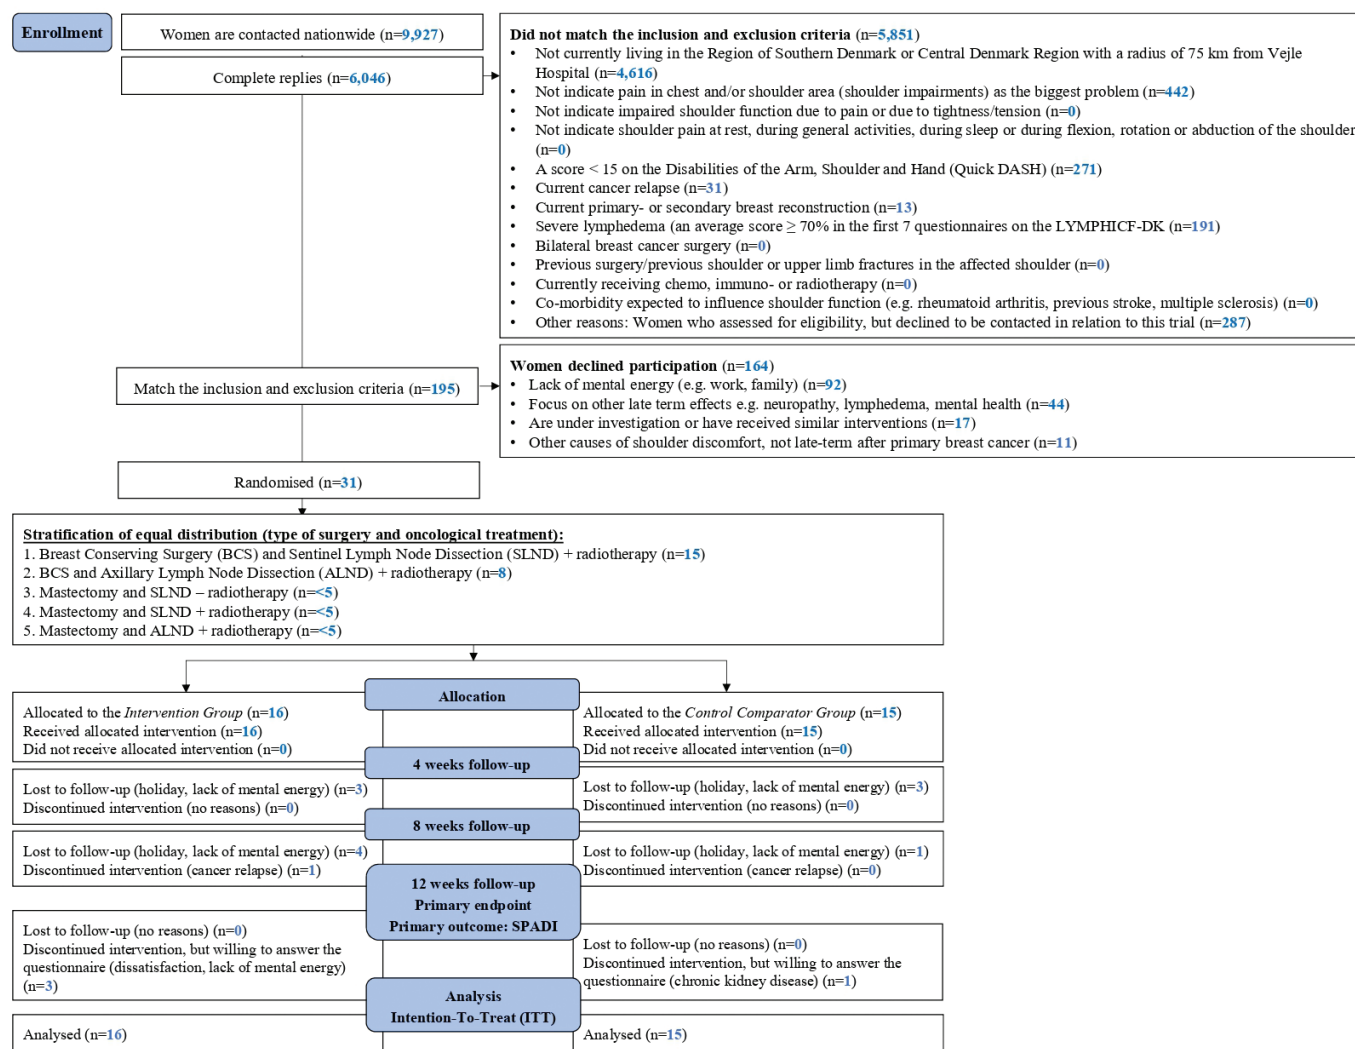 Enrollment
Women are contacted nationwide (n=9,927)
Complete replies (n=6,046)
Did not match the inclusion and exclusion criteria (n=5,851)
• Not currently living in the Region of Southern Denmark or Central Denmark Region with a radius of 75 km from Vejle
Hospital (n=4,616)
• Not indicate pain in chest and/or shoulder area (shoulder impairments) as the biggest problem (n=442)
• Not indicate impaired shoulder function due to pain or due to tightness/tension (n=0)
• Not indicate shoulder pain at rest, during general activities, during sleep or during flexion, rotation or abduction of the shoulder
(n=0)
• A score < 15 on the Disabilities of the Arm, Shoulder and Hand (Quick DASH) (n=271)
• Current cancer relapse (n=31)
• Current primary- or secondary breast reconstruction (n=13)
• Severe lymphedema (an average score ≥ 70% in the first 7 questionnaires on the LYMPHICF-DK (n=191)
• Bilateral breast cancer surgery (n=0)
• Previous surgery/previous shoulder or upper limb fractures in the affected shoulder (n=0)
• Currently receiving chemo, immuno- or radiotherapy (n=0)
• Co-morbidity expected to influence shoulder function (e.g. rheumatoid arthritis, previous stroke, multiple sclerosis) (n=0)
• Other reasons: Women who assessed for eligibility, but declined to be contacted in relation to this trial (n=287)
Match the inclusion and exclusion criteria (n=195)
Women declined participation (n=164)
• Lack of mental energy (e.g. work, family) (n=92)
• Focus on other late term effects e.g. neuropathy, lymphedema, mental health (n=44)
• Are under investigation or have received similar interventions (n=17)
• Other causes of shoulder discomfort, not late-term after primary breast cancer (n=11)
Randomised (n=31)
Stratification of equal distribution (type of surgery and oncological treatment):
1. Breast Conserving Surgery (BCS) and Sentinel Lymph Node Dissection (SLND) + radiotherapy (n=15)
2. BCS and Axillary Lymph Node Dissection (ALND) + radiotherapy (n=8)
3. Mastectomy and SLND – radiotherapy (n=<5)
4. Mastectomy and SLND + radiotherapy (n=<5)
5. Mastectomy and ALND + radiotherapy (n=<5)
Allocation
Allocated to the Intervention Group (n=16)
Received allocated intervention (n=16)
Did not receive allocated intervention (n=0)
Allocated to the Control Comparator Group (n=15)
Received allocated intervention (n=15)
Did not receive allocated intervention (n=0)
4 weeks follow-up
Lost to follow-up (holiday, lack of mental energy) (n=3)
Discontinued intervention (no reasons) (n=0)
Lost to follow-up (holiday, lack of mental energy) (n=3)
Discontinued intervention (no reasons) (n=0)
8 weeks follow-up
Lost to follow-up (holiday, lack of mental energy) (n=4)
Discontinued intervention (cancer relapse) (n=1)
Lost to follow-up (holiday, lack of mental energy) (n=1)
Discontinued intervention (cancer relapse) (n=0)
12 weeks follow-up
Primary endpoint
Primary outcome: SPADI
Lost to follow-up (no reasons) (n=0)
Discontinued intervention, but willing to answer the
questionnaire (dissatisfaction, lack of mental energy)
(n=3)
Lost to follow-up (no reasons) (n=0)
Discontinued intervention, but willing to answer the
questionnaire (chronic kidney disease) (n=1)
Analysis
Intention-To-Treat (ITT)
Analysed (n=16)
Analysed (n=15)